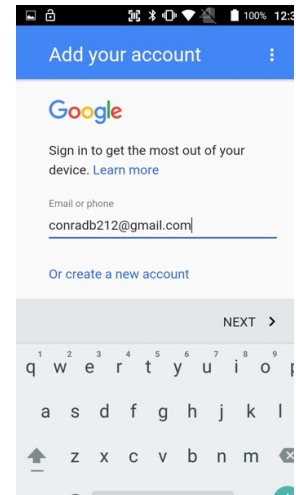 100% 12:3
Add your account
Google
Sign in to get the most out of your
device. Learn more
Email or phone
conradb212@gmail.com
Or create a new account
NEXT
1 2 3 4 5 6 7 8 9
q w e r t y u i o p
a s d f g h j k l
z x c v b n m